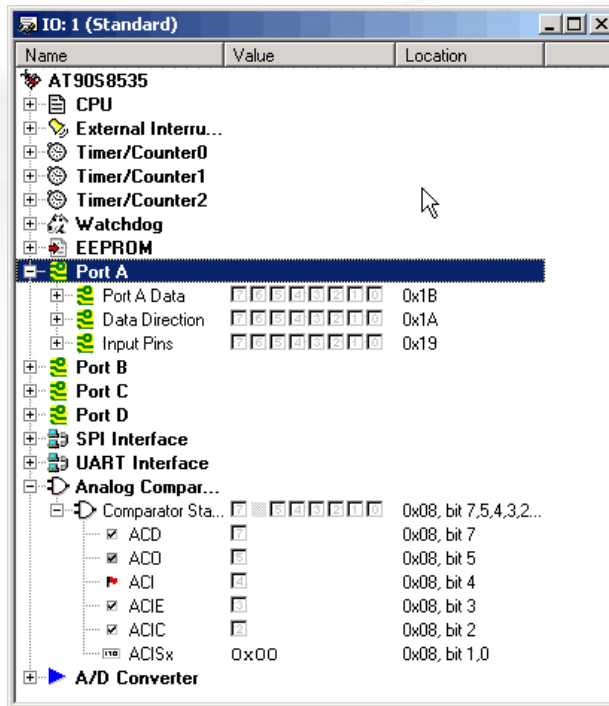 IO: 1 (Standard)
Name Value Location
AT90S8535
CPU
External Interru...
Timer/Counter0
Timer/Counter1
Timer/Counter2
Watchdog
EEPROM
Port A
Port A Data 7 6 5 4 3 2 1 0 0x1B
Data Direction 7 6 5 4 3 2 1 0 0x1A
Input Pins 7 6 5 4 3 2 1 0 0x19
Port B
Port C
Port D
SPI Interface
UART Interface
Analog Compar...
Comparator Sta... 7 5 4 3 2 1 0 0x08, bit 7,5,4,3,2...
ACD 7 0x08, bit 7
ACO 5 0x08, bit 5
ACI 4 0x08, bit 4
ACIE 3 0x08, bit 3
ACIC 2 0x08, bit 2
ACISx 0x00 0x08, bit 1,0
A/D Converter